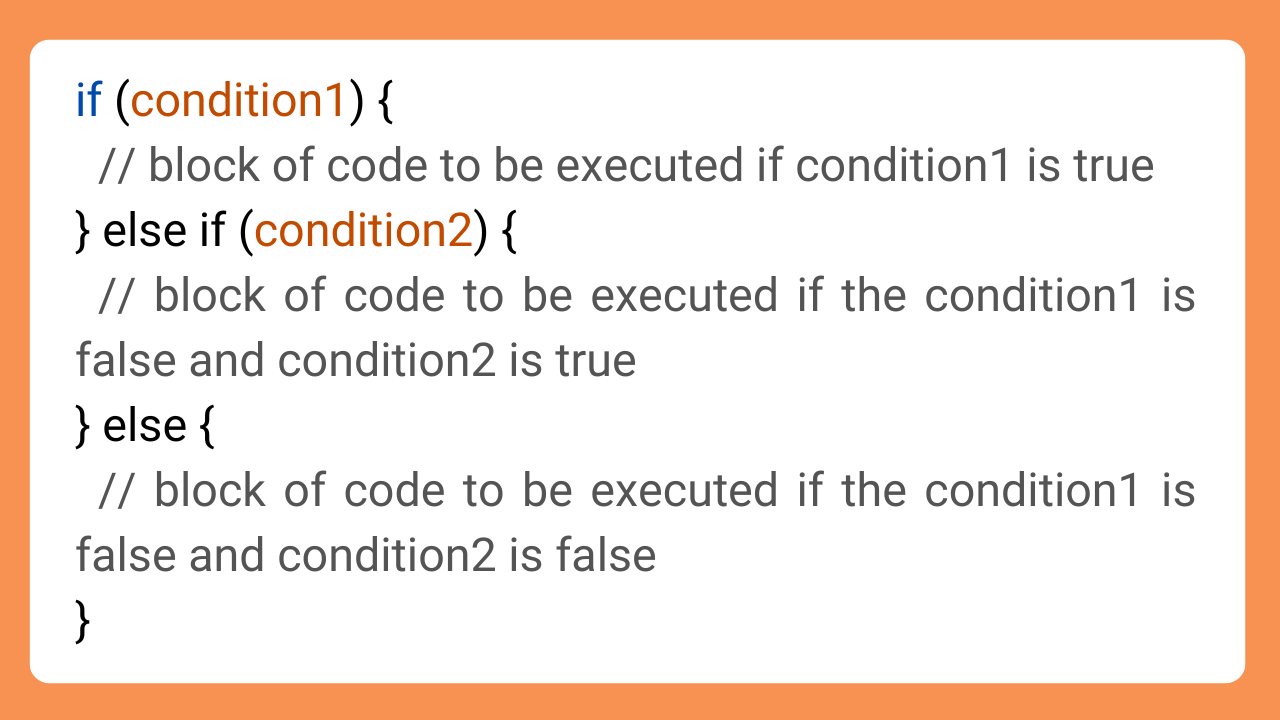 if (condition1) {
// block of code to be executed if condition1 is true
} else if (condition2) {
// block of code to be executed if the condition1 is
false and condition2 is true
} else {
// block of code to be executed if the condition1 is
false and condition2 is false
}